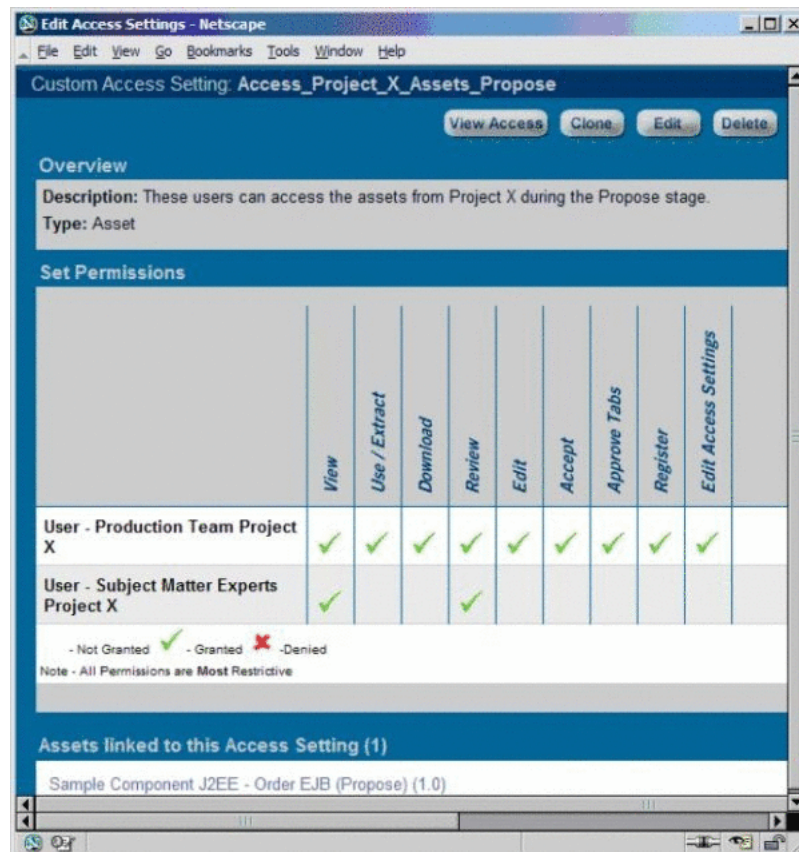 Edit Access Settings - Netscape
File Edit View Go Bookmarks Tools Window Help
Custom Access Setting: Access_Project_X_Assets_Propose
View Access Clone Edit Delete
Overview
Description: These users can access the assets from Project X during the Propose stage.
Type: Asset
Set Permissions
View Use / Extract Download Review Edit Accept Approve Tabs Register Edit Access Settings
User - Production Team Project
X
User - Subject Matter Experts
Project X
- Not Granted - Granted -Denied
Note - All Permissions are Most Restrictive
Assets linked to this Access Setting (1)
Sample Component J2EE - Order EJB (Propose) (1.0)